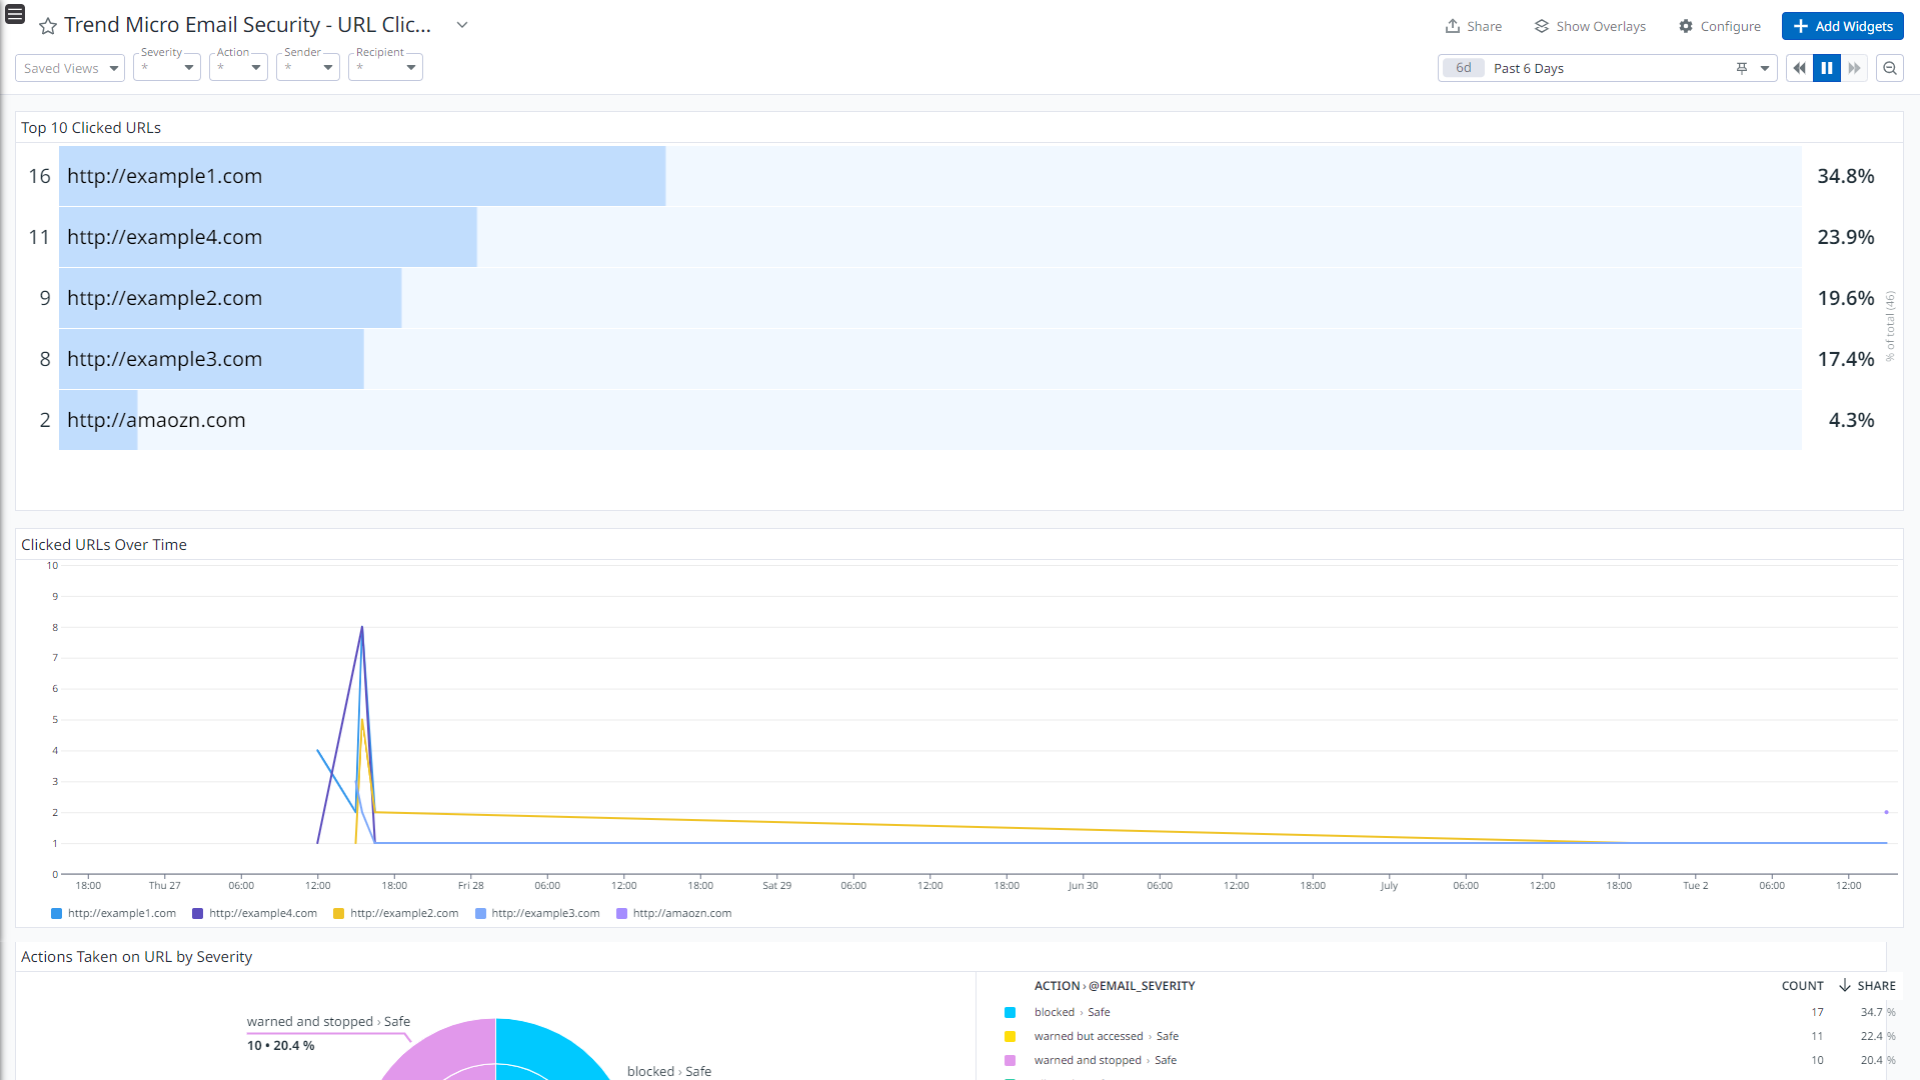 Trend Micro Email Security - URL Clic...
Share
Show Overlays
Configure
Add Widgets
Saved Views
Severity
*
Action
*
Sender
*
Recipient
*
6d
Past 6 Days
Top 10 Clicked URLs
16 http://example1.com 34.8%
11 http://example4.com 23.9%
9 http://example2.com 19.6%
8 http://example3.com 17.4%
2 http://amaozn.com 4.3%
% of total (46)
Clicked URLs Over Time
10
9
8
7
6
5
4
3
2
1
0
18:00 Thu 27 06:00 12:00 18:00 Fri 28 06:00 12:00 18:00 Sat 29 06:00 12:00 18:00 Jun 30 06:00 12:00 18:00 July 06:00 12:00 18:00 Tue 2 06:00 12:00
http://example1.com http://example4.com http://example2.com http://example3.com http://amaozn.com
Actions Taken on URL by Severity
warned and stopped › Safe
10 • 20.4 %
blocked › Safe
ACTION › @EMAIL_SEVERITY COUNT SHARE
blocked › Safe 17 34.7 %
warned but accessed › Safe 11 22.4 %
warned and stopped › Safe 10 20.4 %